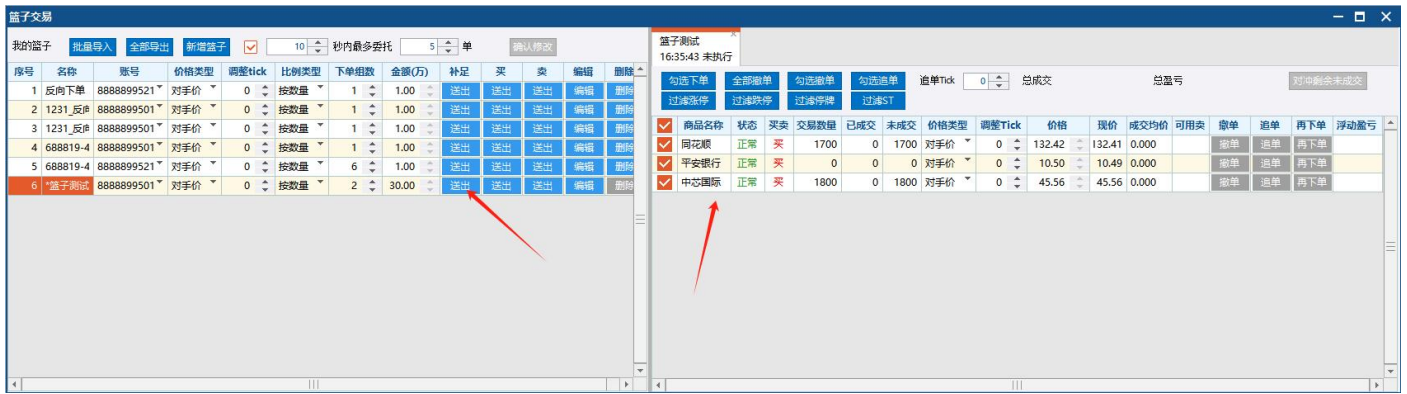 篮子交易
我的篮子 批量导入 全部导出 新增篮子 10 秒内最多委托 5 单 确认修改
序号 名称 账号 价格类型 调整tick 比例类型 下单组数 金额(万) 补足 买 卖 编辑 删除
1 反向下单 8888899521 对手价 0 按数量 1 1.00 送出 送出 送出 编辑 删除
2 1231_反向 8888899501 对手价 0 按数量 1 1.00 送出 送出 送出 编辑 删除
3 1231_反向 8888899501 对手价 0 按数量 1 1.00 送出 送出 送出 编辑 删除
4 688819-4 8888899501 对手价 0 按数量 1 1.00 送出 送出 送出 编辑 删除
5 688819-4 8888899521 对手价 0 按数量 6 1.00 送出 送出 送出 编辑 删除
6 *篮子测试 8888899501 对手价 0 按数量 2 30.00 送出 送出 送出 编辑 删除
篮子测试
16:35:43 未执行
勾选下单 全部撤单 勾选撤单 勾选追单 追单Tick 0 总成交 总盈亏 对冲剩余未成交
过滤涨停 过滤跌停 过滤停牌 过滤ST
商品名称 状态 买卖 交易数量 已成交 未成交 价格类型 调整Tick 价格 现价 成交均价 可用卖 撤单 追单 再下单 浮动盈亏
同花顺 正常 买 1700 0 1700 对手价 0 132.42 132.41 0.000 撤单 追单 再下单
平安银行 正常 买 0 0 0 对手价 0 10.50 10.49 0.000 撤单 追单 再下单
中芯国际 正常 买 1800 0 1800 对手价 0 45.56 45.56 0.000 撤单 追单 再下单